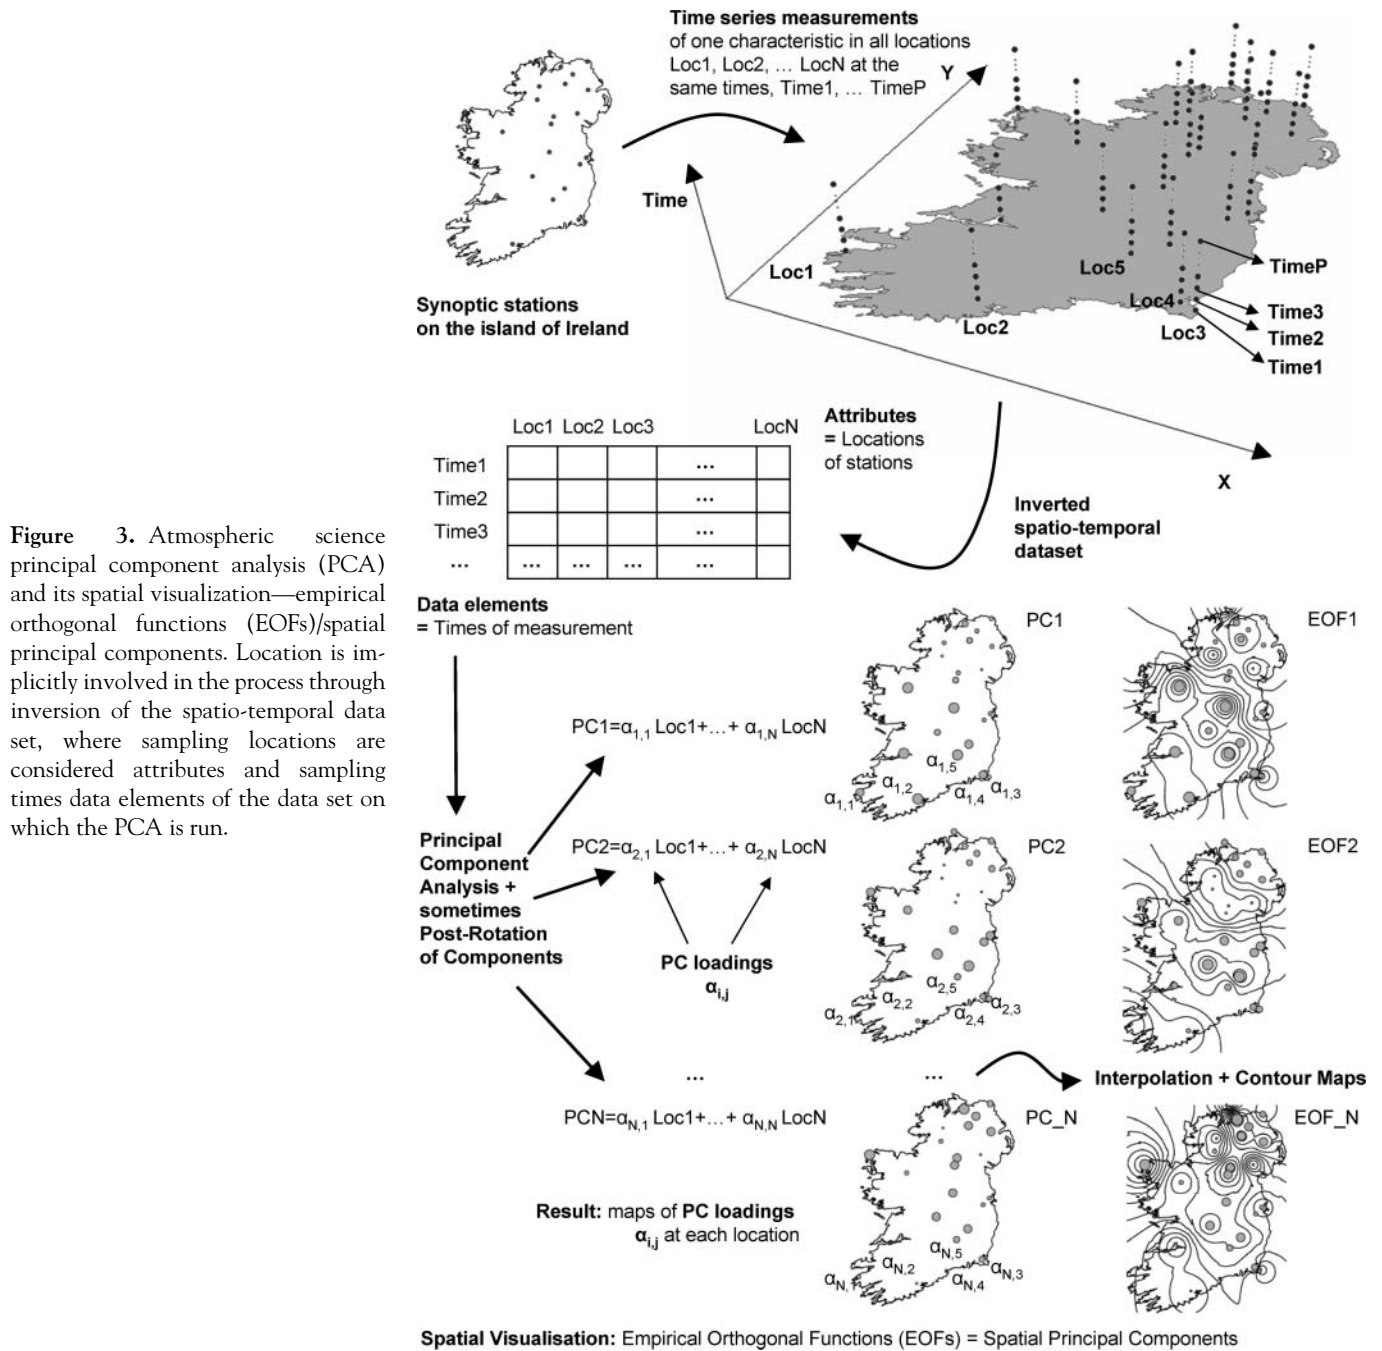 Time series measurements
of one characteristic in all locations
Loc1, Loc2, ... LocN at the
same times, Time1, ... TimeP
Y
Time
Loc1
Loc5
TimeP
Loc4
Time3
Loc2
Loc3
Time2
Time1
X
Synoptic stations
on the island of Ireland
Attributes
= Locations
of stations
Inverted
spatio-temporal
dataset
Loc1 Loc2 Loc3 LocN
Time1 ...
Time2 ...
Time3 ...
... ... ... ... ... ...
Data elements
= Times of measurement
Figure 3. Atmospheric science
principal component analysis (PCA)
and its spatial visualization—empirical
orthogonal functions (EOFs)/spatial
principal components. Location is im-
plicitly involved in the process through
inversion of the spatio-temporal data
set, where sampling locations are
considered attributes and sampling
times data elements of the data set on
which the PCA is run.
PC1 EOF1
PC1=α1,1 Loc1+...+ α1,N LocN
α1,1 α1,2 α1,5 α1,4 α1,3
Principal
Component
Analysis +
sometimes
Post-Rotation
of Components
PC2=α2,1 Loc1+...+ α2,N LocN
PC2 EOF2
PC loadings
αi,j
α2,1 α2,2 α2,5 α2,4 α2,3
... ...
Interpolation + Contour Maps
PCN=αN,1 Loc1+...+ αN,N LocN
PC_N EOF_N
Result: maps of PC loadings
αi,j at each location
αN,1 αN,2 αN,5 αN,4 αN,3
Spatial Visualisation: Empirical Orthogonal Functions (EOFs) = Spatial Principal Components